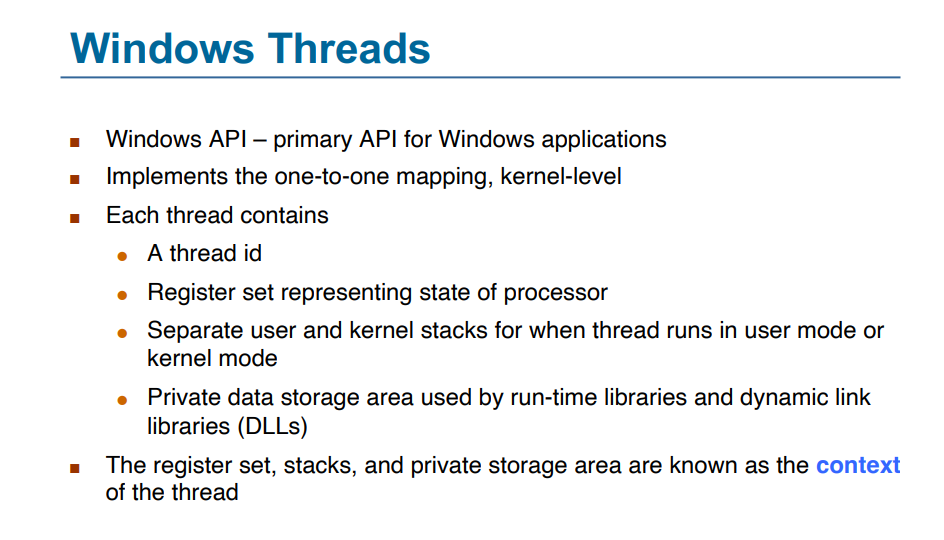 Windows Threads
Windows API – primary API for Windows applications
Implements the one-to-one mapping, kernel-level
Each thread contains
A thread id
Register set representing state of processor
Separate user and kernel stacks for when thread runs in user mode or
kernel mode
Private data storage area used by run-time libraries and dynamic link
libraries (DLLs)
The register set, stacks, and private storage area are known as the context
of the thread